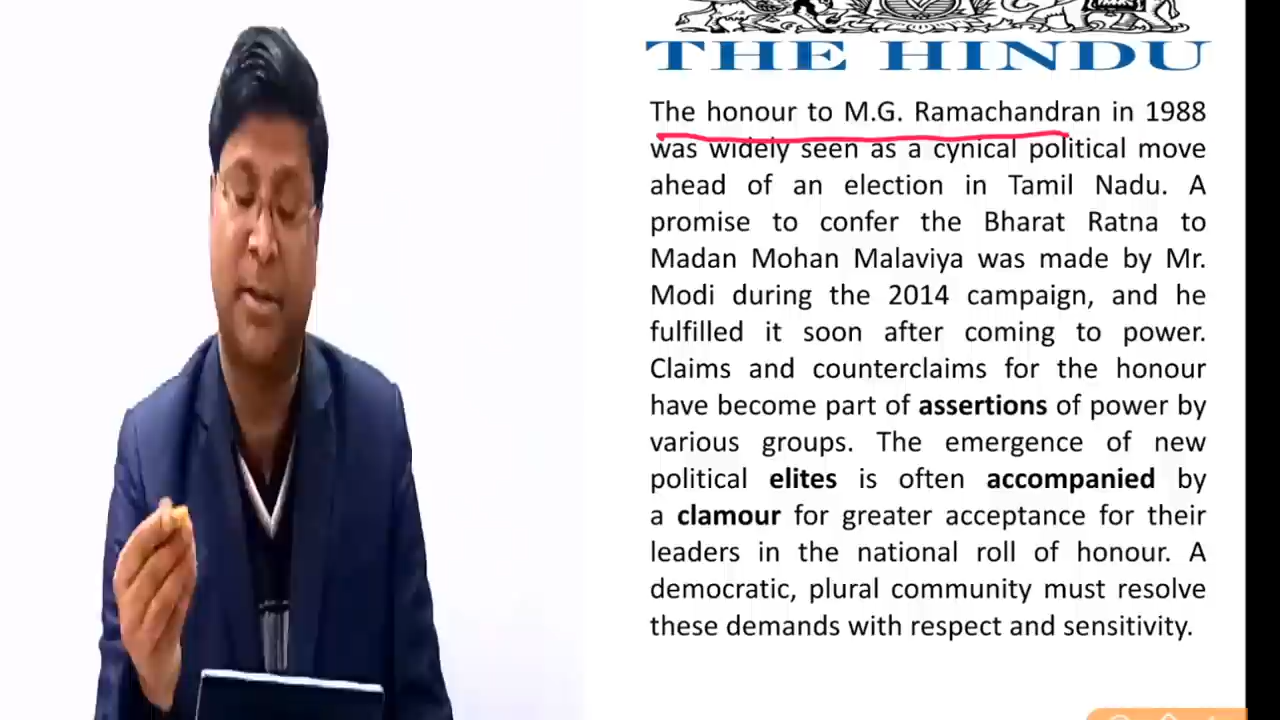 THE HINDU
The honour to M.G. Ramachandran in 1988
was widely seen as a cynical political move
ahead of an election in Tamil Nadu. A
promise to confer the Bharat Ratna to
Madan Mohan Malaviya was made by Mr.
Modi during the 2014 campaign, and he
fulfilled it soon after coming to power.
Claims and counterclaims for the honour
have become part of assertions of power by
various groups. The emergence of new
political elites is often accompanied by
a clamour for greater acceptance for their
leaders in the national roll of honour. A
democratic, plural community must resolve
these demands with respect and sensitivity.